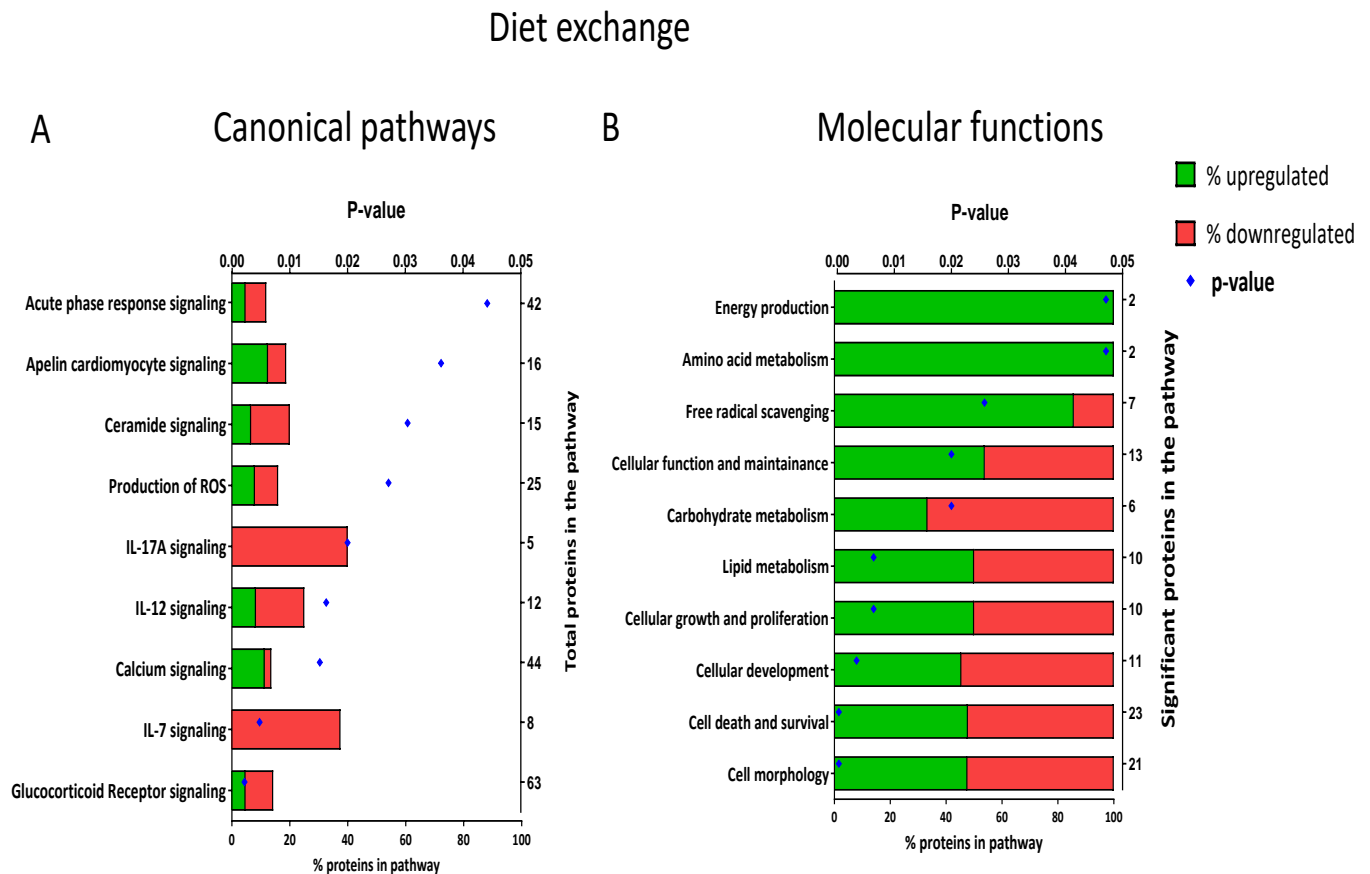 Diet exchange
A
Canonical pathways
P-value
0.00 0.01 0.02 0.03 0.04 0.05
Acute phase response signaling 42
Apelin cardiomyocyte signaling 16
Ceramide signaling 15
Production of ROS 25
IL-17A signaling 5
IL-12 signaling 12
Calcium signaling 44
IL-7 signaling 8
Glucocorticoid Receptor signaling 63
Total proteins in the pathway
0 20 40 60 80 100
% proteins in pathway
B
Molecular functions
P-value
0.00 0.01 0.02 0.03 0.04 0.05
Energy production 2
Amino acid metabolism 2
Free radical scavenging 7
Cellular function and maintainance 13
Carbohydrate metabolism 6
Lipid metabolism 10
Cellular growth and proliferation 10
Cellular development 11
Cell death and survival 23
Cell morphology 21
Significant proteins in the pathway
0 20 40 60 80 100
% proteins in pathway
% upregulated
% downregulated
p-value